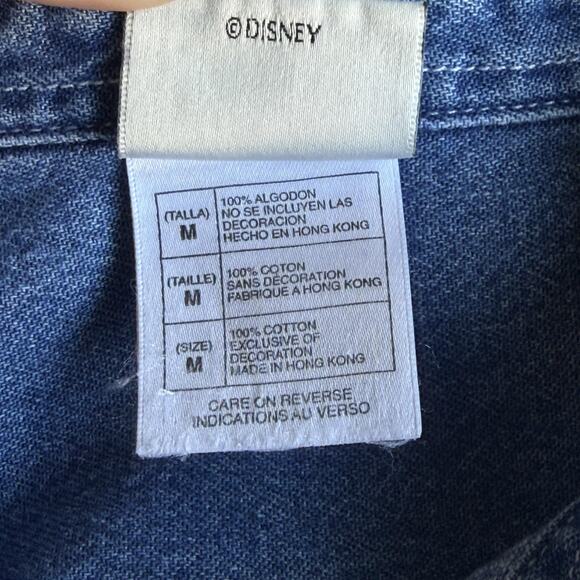 ©DISNEY
(TALLA) M
100% ALGODON
NO SE INCLUYEN LAS
DECORACION
HECHO EN HONG KONG
(TAILLE) M
100% COTON
SANS DÉCORATION
FABRIQUE A HONG KONG
(SIZE) M
100% COTTON
EXCLUSIVE OF
DECORATION
MADE IN HONG KONG
CARE ON REVERSE
INDICATIONS AU VERSO